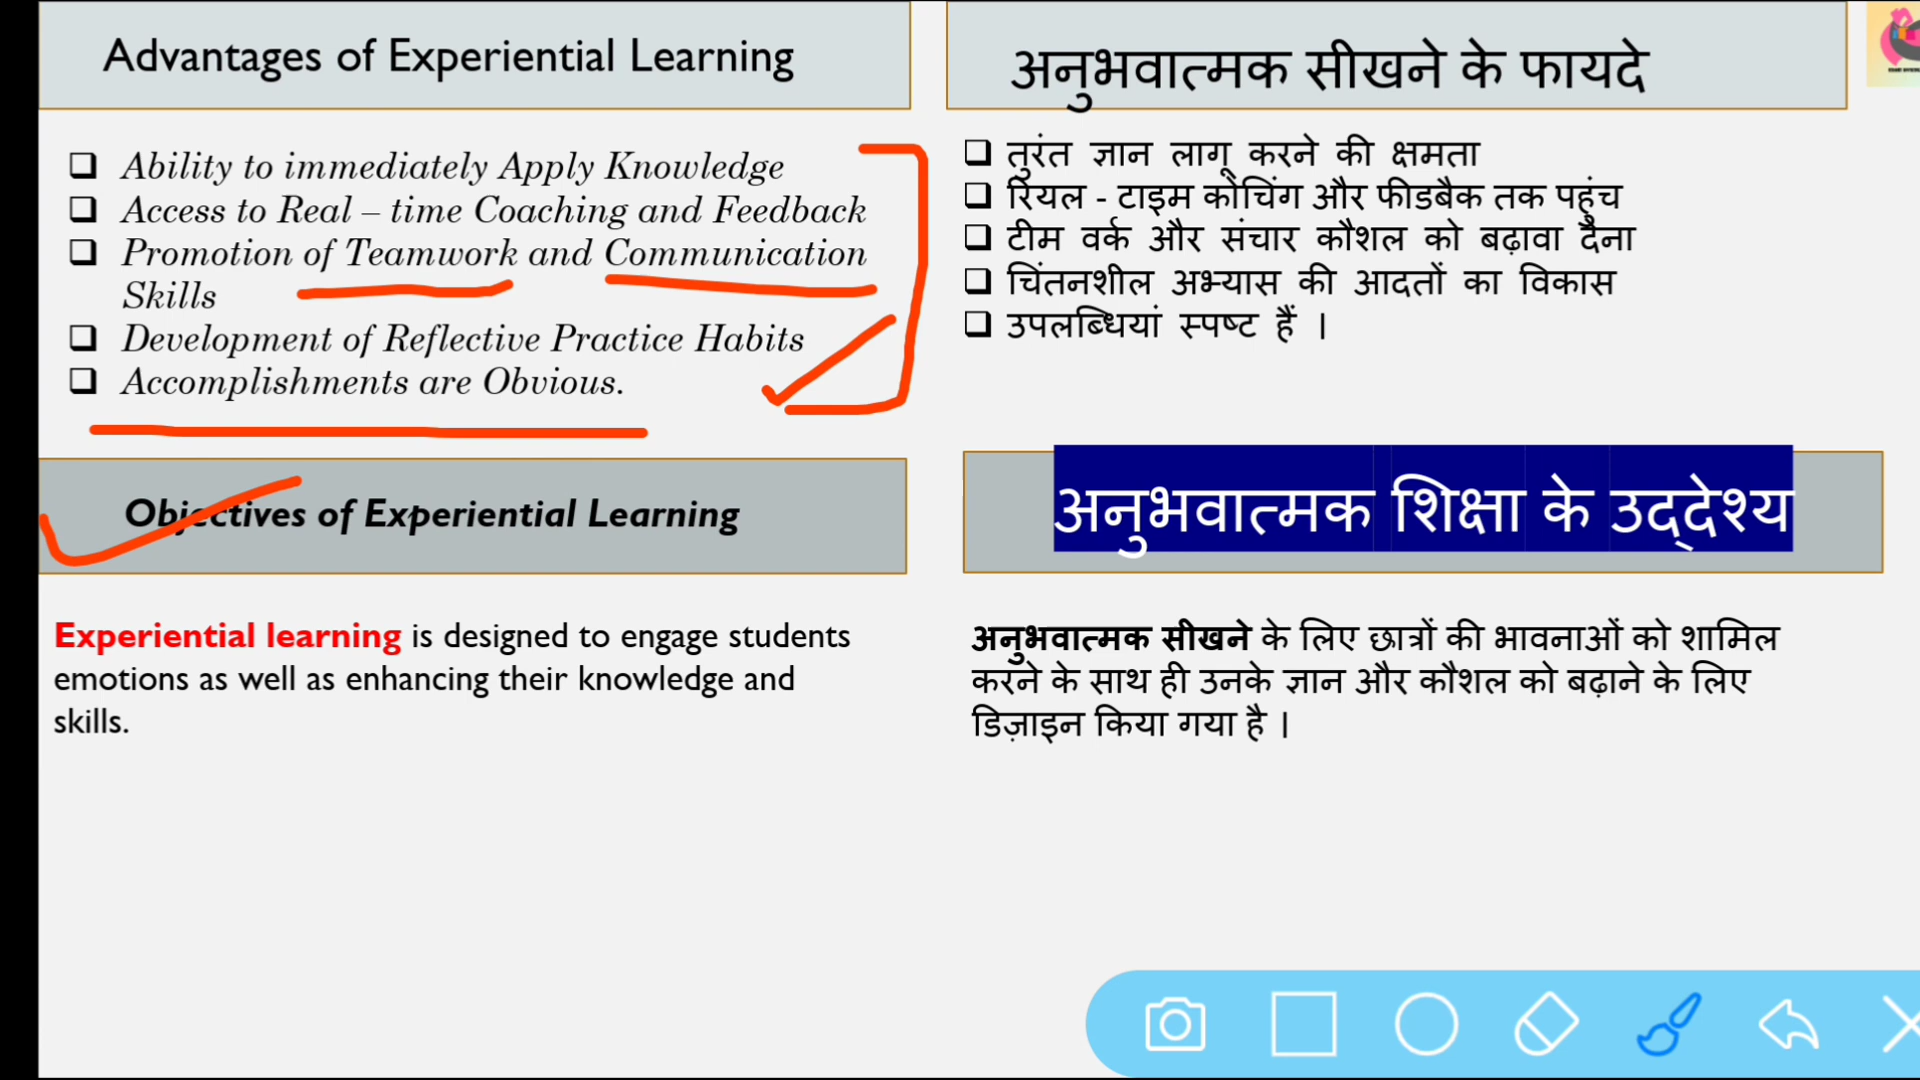 Advantages of Experiential Learning
❑ Ability to immediately Apply Knowledge
❑ Access to Real – time Coaching and Feedback
❑ Promotion of Teamwork and Communication
Skills
❑ Development of Reflective Practice Habits
❑ Accomplishments are Obvious.
अनुभवात्मक सीखने के फायदे
❑ तुरंत ज्ञान लागू करने की क्षमता
❑ रियल - टाइम कोचिंग और फीडबैक तक पहुंच
❑ टीम वर्क और संचार कौशल को बढ़ावा देना
❑ चिंतनशील अभ्यास की आदतों का विकास
❑ उपलब्धियां स्पष्ट हैं ।
Objectives of Experiential Learning
Experiential learning is designed to engage students
emotions as well as enhancing their knowledge and
skills.
अनुभवात्मक शिक्षा के उद्देश्य
अनुभवात्मक सीखने के लिए छात्रों की भावनाओं को शामिल
करने के साथ ही उनके ज्ञान और कौशल को बढ़ाने के लिए
डिज़ाइन किया गया है ।